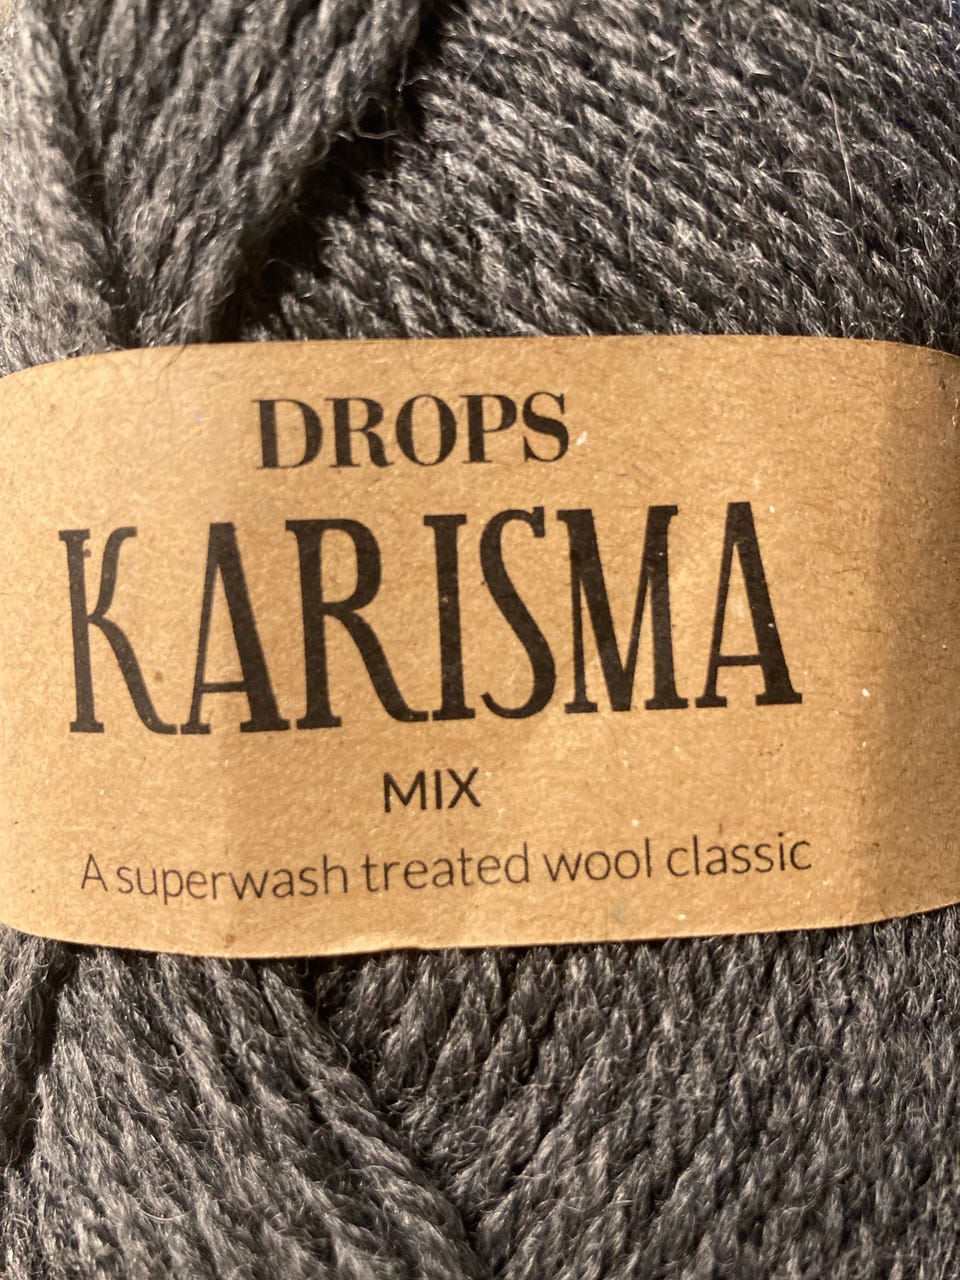 DROPS
KARISMA
MIX
A superwash treated wool classic